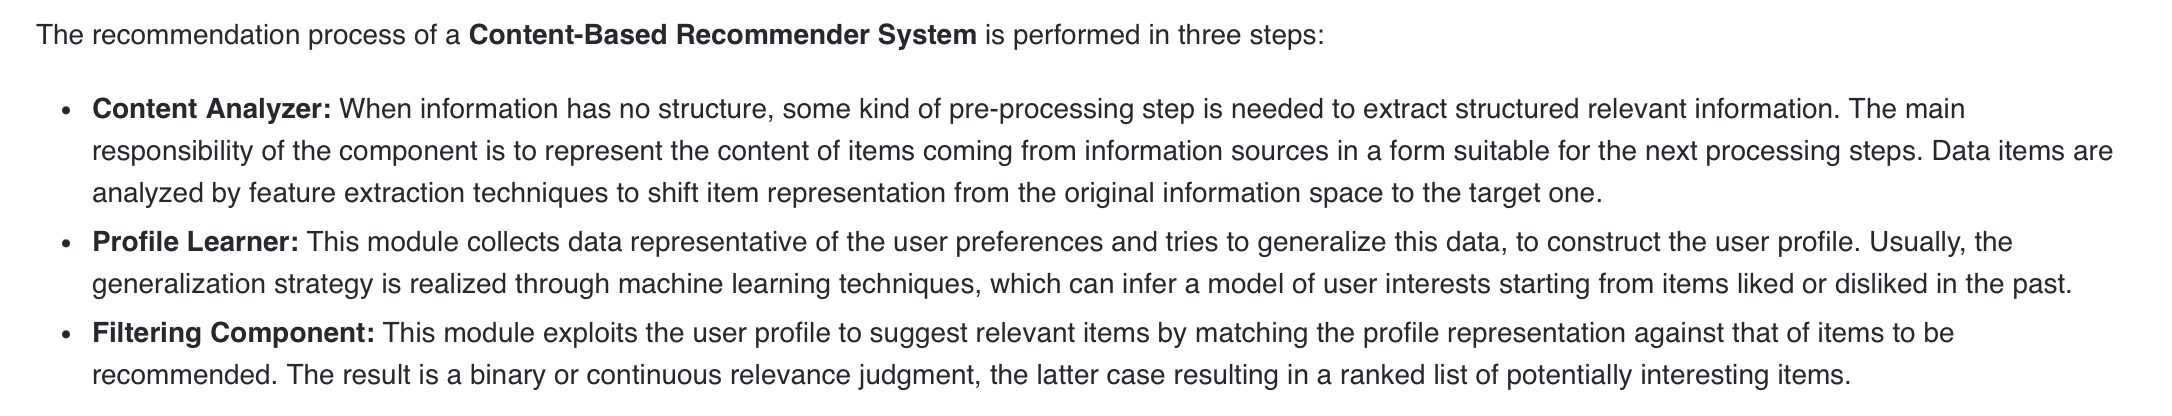 The recommendation process of a Content-Based Recommender System is performed in three steps:
• Content Analyzer: When information has no structure, some kind of pre-processing step is needed to extract structured relevant information. The main
responsibility of the component is to represent the content of items coming from information sources in a form suitable for the next processing steps. Data items are
analyzed by feature extraction techniques to shift item representation from the original information space to the target one.
• Profile Learner: This module collects data representative of the user preferences and tries to generalize this data, to construct the user profile. Usually, the
generalization strategy is realized through machine learning techniques, which can infer a model of user interests starting from items liked or disliked in the past.
• Filtering Component: This module exploits the user profile to suggest relevant items by matching the profile representation against that of items to be
recommended. The result is a binary or continuous relevance judgment, the latter case resulting in a ranked list of potentially interesting items.